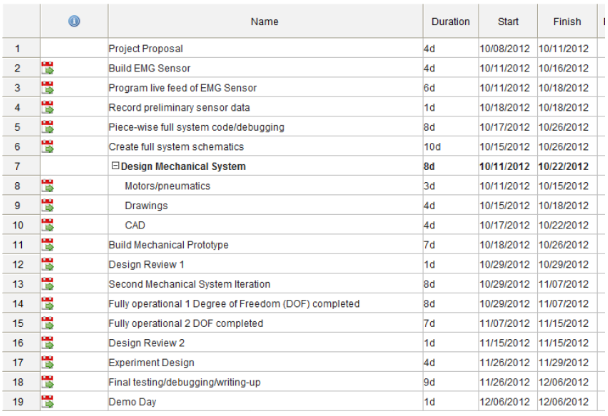 Name Duration Start Finish
1 Project Proposal 4d 10/08/2012 10/11/2012
2 Build EMG Sensor 4d 10/11/2012 10/16/2012
3 Program live feed of EMG Sensor 6d 10/11/2012 10/18/2012
4 Record preliminary sensor data 1d 10/18/2012 10/18/2012
5 Piece-wise full system code/debugging 8d 10/17/2012 10/26/2012
6 Create full system schematics 10d 10/15/2012 10/26/2012
7 Design Mechanical System 8d 10/11/2012 10/22/2012
8 Motors/pneumatics 3d 10/11/2012 10/15/2012
9 Drawings 4d 10/15/2012 10/18/2012
10 CAD 4d 10/17/2012 10/22/2012
11 Build Mechanical Prototype 7d 10/18/2012 10/26/2012
12 Design Review 1 1d 10/29/2012 10/29/2012
13 Second Mechanical System Iteration 8d 10/29/2012 11/07/2012
14 Fully operational 1 Degree of Freedom (DOF) completed 8d 10/29/2012 11/07/2012
15 Fully operational 2 DOF completed 7d 11/07/2012 11/15/2012
16 Design Review 2 1d 11/15/2012 11/15/2012
17 Experiment Design 4d 11/26/2012 11/29/2012
18 Final testing/debugging/writing-up 9d 11/26/2012 12/06/2012
19 Demo Day 1d 12/06/2012 12/06/2012